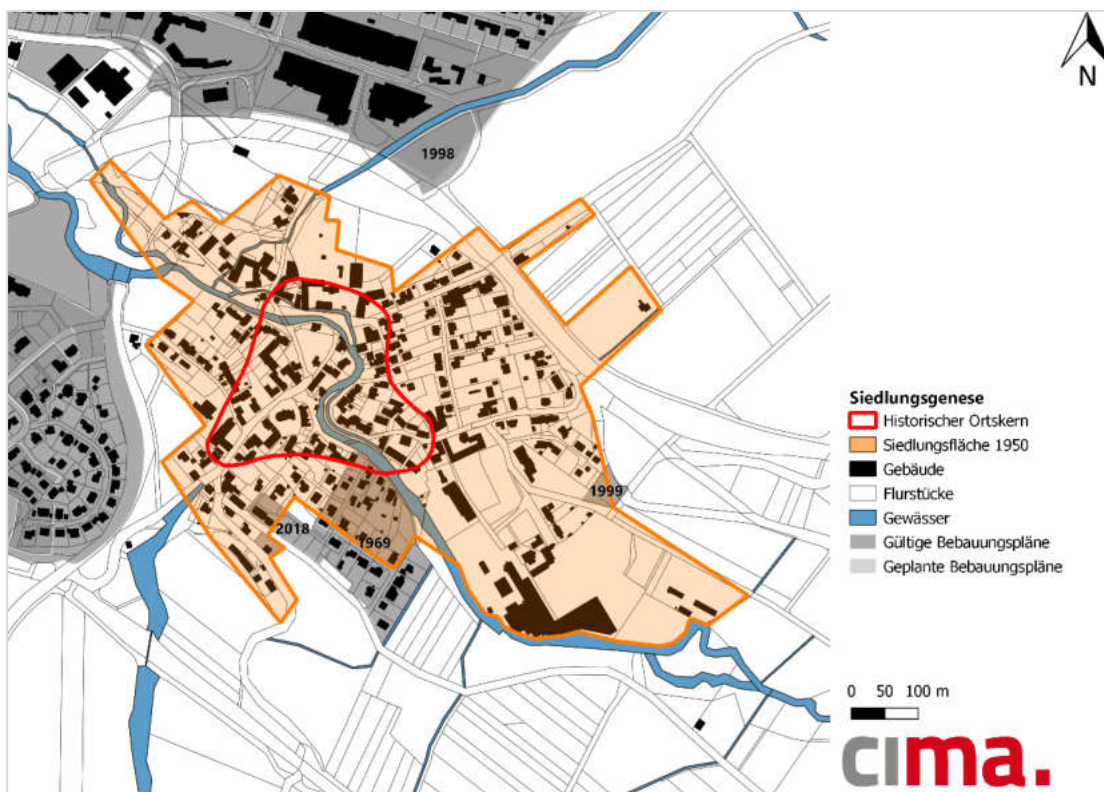 N
1998
1999
2018
1969
Siedlungsgenese
Historischer Ortskern
Siedlungsfläche 1950
Gebäude
Flurstücke
Gewässer
Gültige Bebauungspläne
Geplante Bebauungspläne
0 50 100 m
cima.